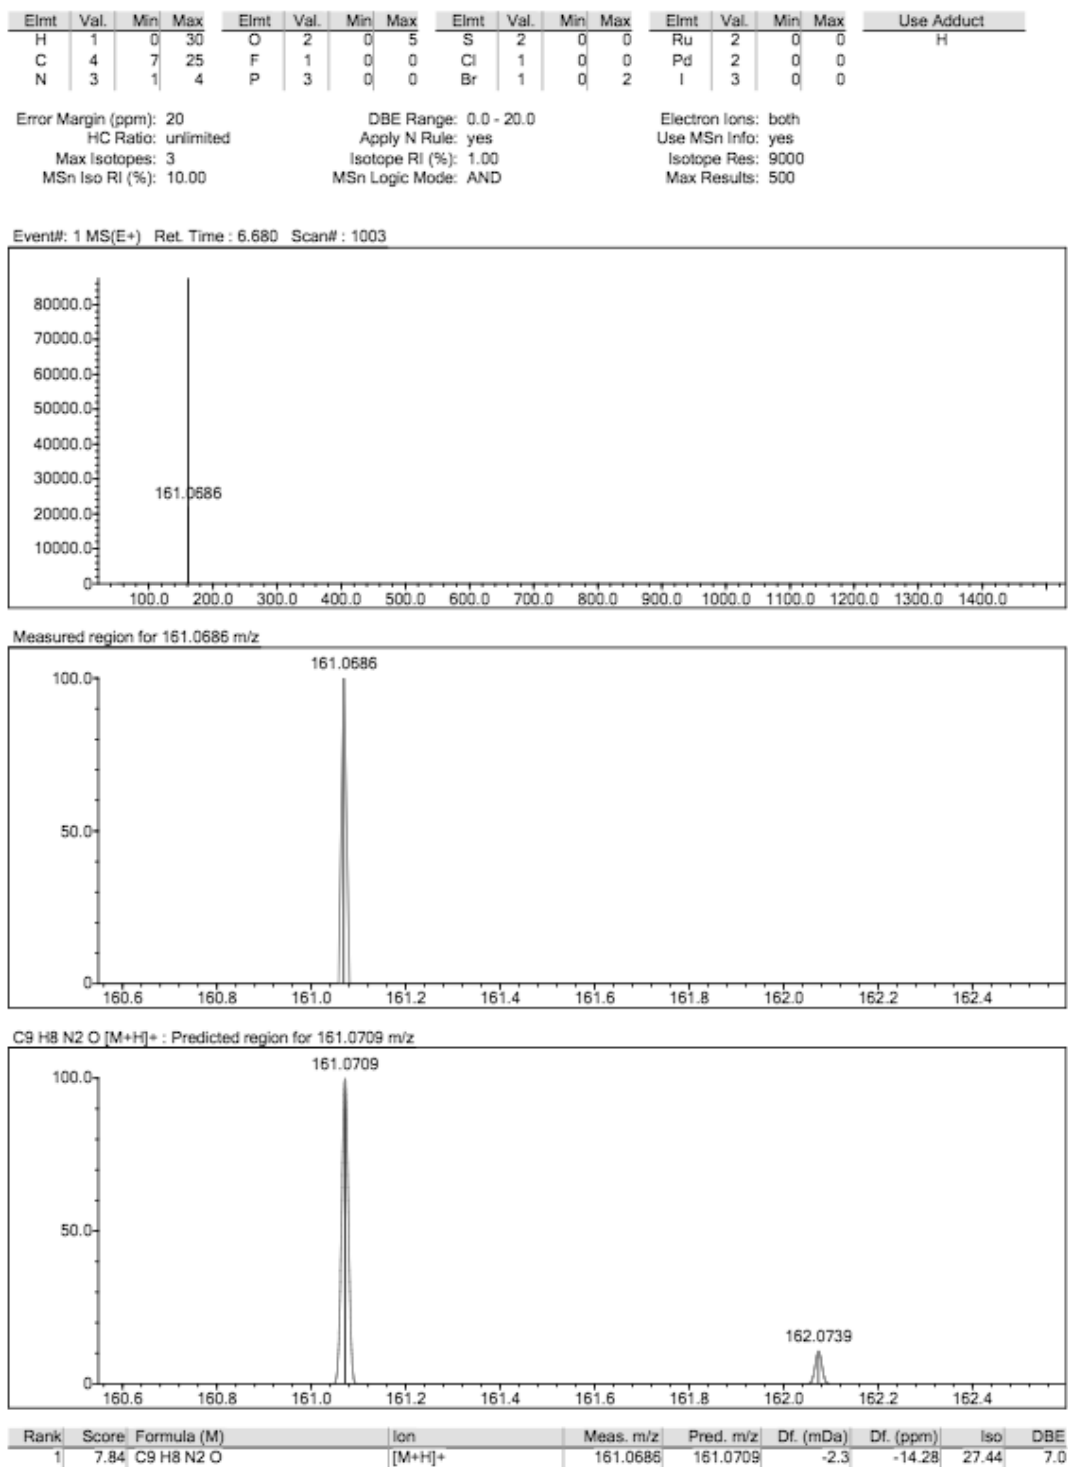 Elmt Val. Min Max Elmt Val. Min Max Elmt Val. Min Max Elmt Val. Min Max Use Adduct
H 1 0 30 O 2 0 5 S 2 0 0 Ru 2 0 0 H
C 4 7 25 F 1 0 0 Cl 1 0 0 Pd 2 0 0
N 3 1 4 P 3 0 0 Br 1 0 2 I 3 0 0
Error Margin (ppm): 20 DBE Range: 0.0 - 20.0 Electron Ions: both
HC Ratio: unlimited Apply N Rule: yes Use MSn Info: yes
Max Isotopes: 3 Isotope RI (%): 1.00 Isotope Res: 9000
MSn Iso RI (%): 10.00 MSn Logic Mode: AND Max Results: 500
Event#: 1 MS(E+) Ret. Time : 6.680 Scan# : 1003
80000.0
70000.0
60000.0
50000.0
40000.0
30000.0
161.0686
20000.0
10000.0
0
100.0 200.0 300.0 400.0 500.0 600.0 700.0 800.0 900.0 1000.0 1100.0 1200.0 1300.0 1400.0
Measured region for 161.0686 m/z
161.0686
100.0
50.0
0
160.6 160.8 161.0 161.2 161.4 161.6 161.8 162.0 162.2 162.4
C9 H8 N2 O [M+H]+ : Predicted region for 161.0709 m/z
161.0709
100.0
50.0
162.0739
0
160.6 160.8 161.0 161.2 161.4 161.6 161.8 162.0 162.2 162.4
Rank Score Formula (M) Ion Meas. m/z Pred. m/z Df. (mDa) Df. (ppm) Iso DBE
1 7.84 C9 H8 N2 O [M+H]+ 161.0686 161.0709 -2.3 -14.28 27.44 7.0